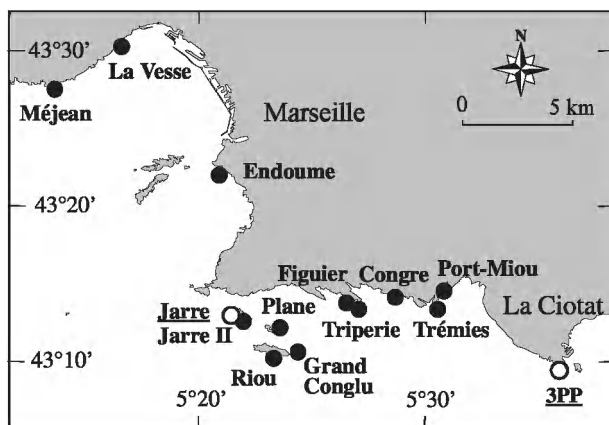 43°30'
La Vesse
Méjean
N
0 5 km
Marseille
Endoume
43°20'
Figuier
Congre
Port-Miou
Jarre
Plane
La Ciotat
Jarre II
Triperie
Trémies
43°10'
Riou
Grand
Conglu
3PP
5°20'
5°30'